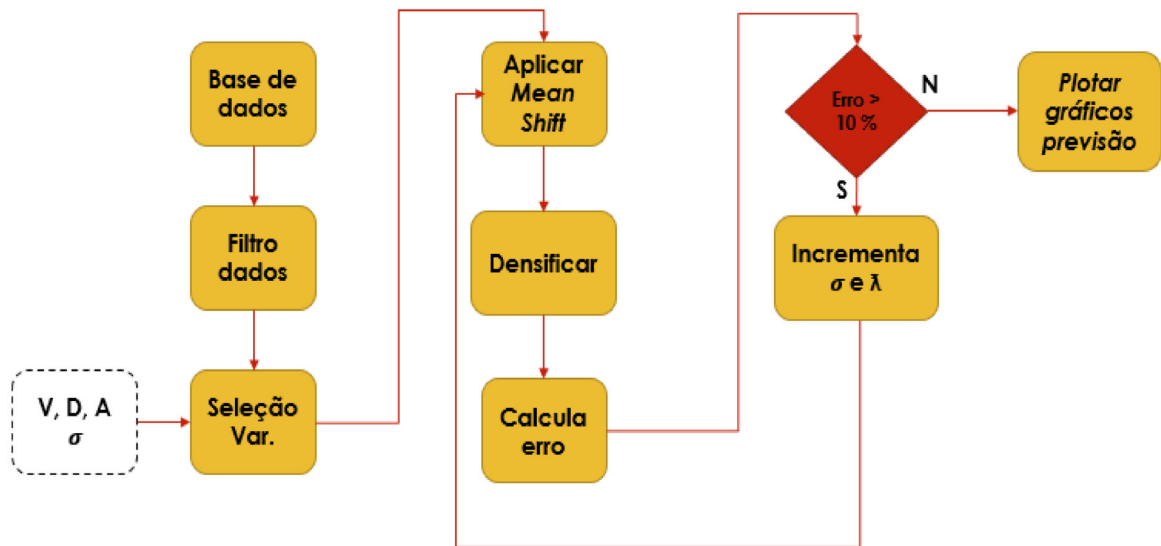 Base de
dados
Filtro
dados
V, D, A
σ
Seleção
Var.
Aplicar
Mean
Shift
Densificar
Calcula
erro
Erro >
10 %
N
S
Plotar
gráficos
previsão
Incrementa
σ e ƛ